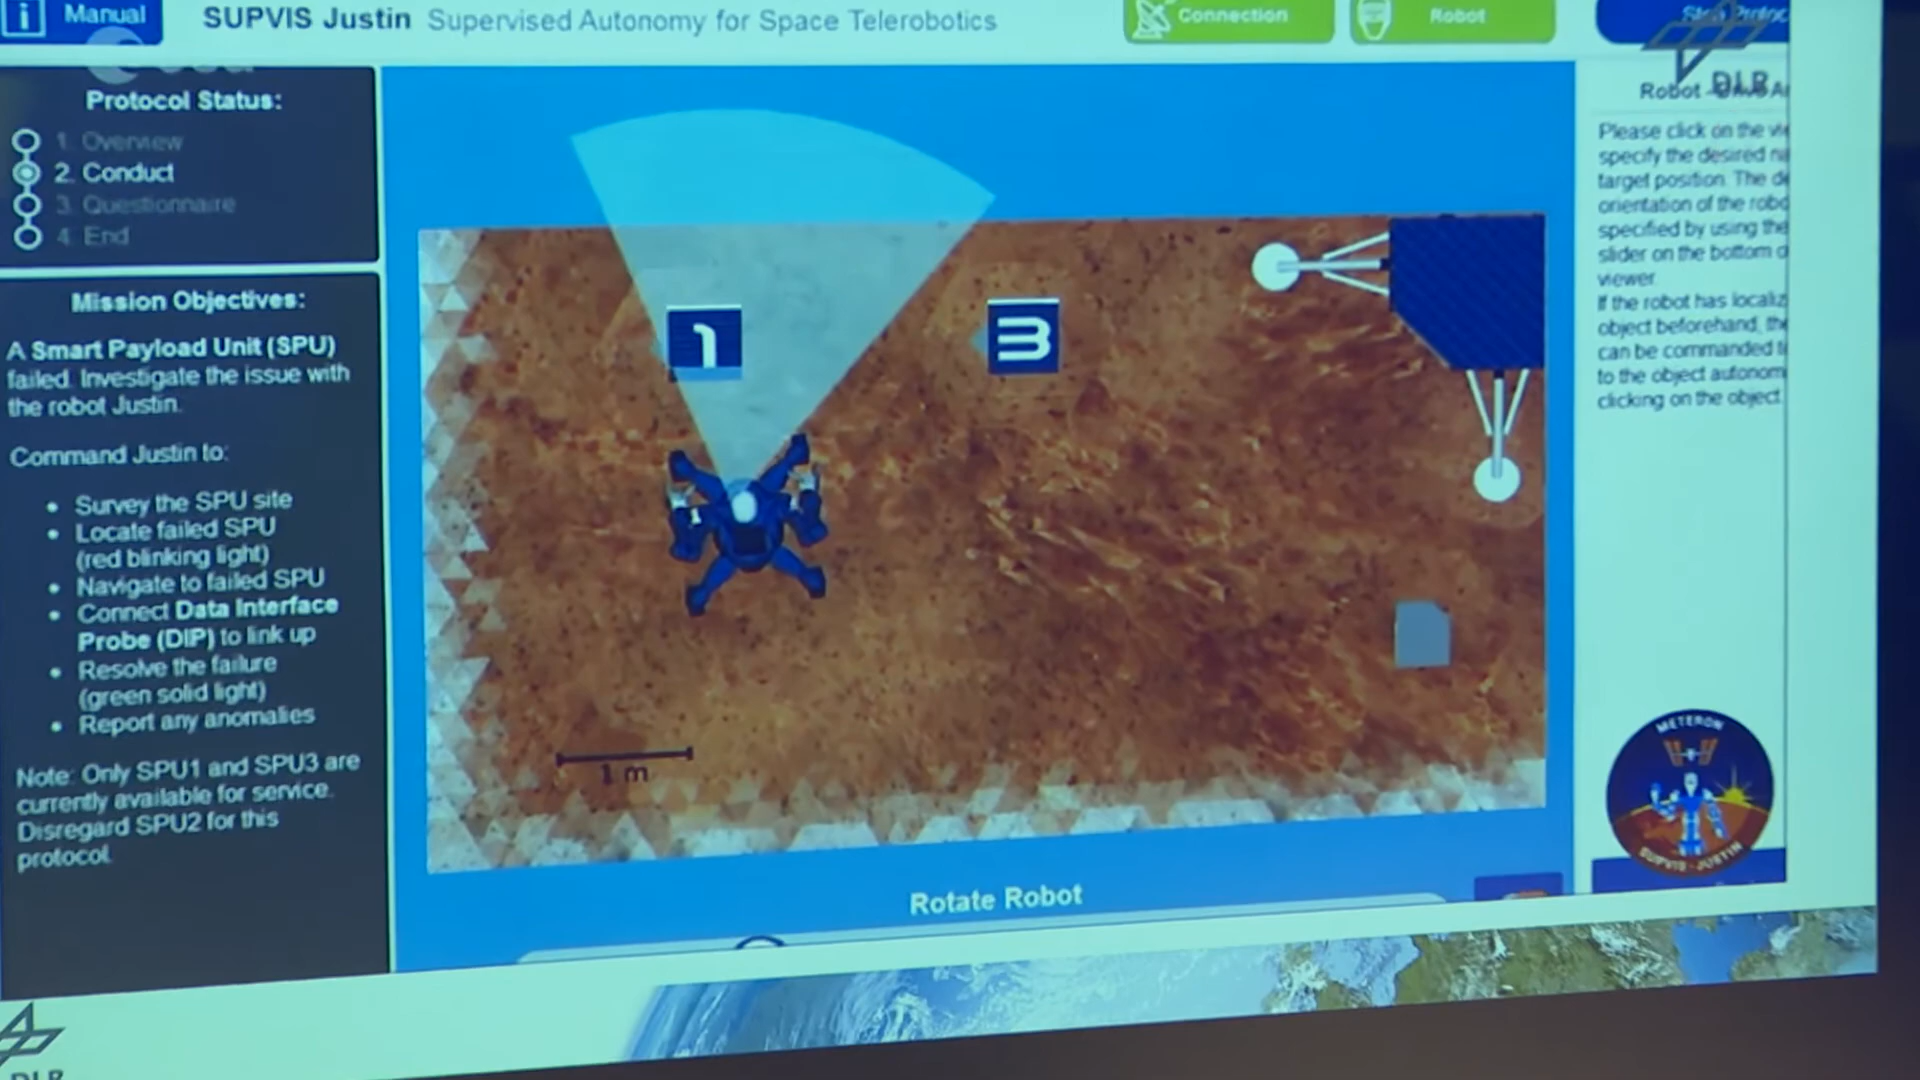 Manual
SUPVIS Justin Supervised Autonomy for Space Telerobotics
Connection
Robot
esa
DLR
Protocol Status:
1. Overview
2. Conduct
3. Questionnaire
4. End
Mission Objectives:
A Smart Payload Unit (SPU)
failed. Investigate the issue with
the robot Justin.
Command Justin to:
• Survey the SPU site
• Locate failed SPU
(red blinking light)
• Navigate to failed SPU
• Connect Data Interface
Probe (DIP) to link up
• Resolve the failure
(green solid light)
• Report any anomalies
Note: Only SPU1 and SPU3 are
currently available for service.
Disregard SPU2 for this
protocol.
1
3
1 m
Rotate Robot
Robot
Please click on the
specify the desired
target position. The
orientation of the
specified by using the
slider on the bottom
viewer.
If the robot has
object beforehand, the
can be commanded
to the object
clicking on the object.
METERON
SUPVIS - JUSTIN
DLR